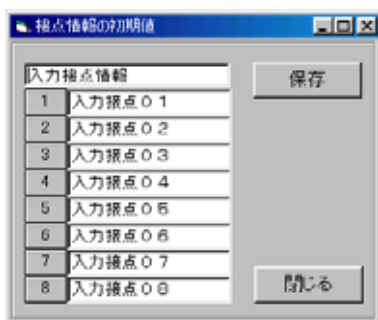 接点情報の初期値
入力接点情報
保存
1 入力接点01
2 入力接点02
3 入力接点03
4 入力接点04
5 入力接点05
6 入力接点06
7 入力接点07
8 入力接点08
閉じる